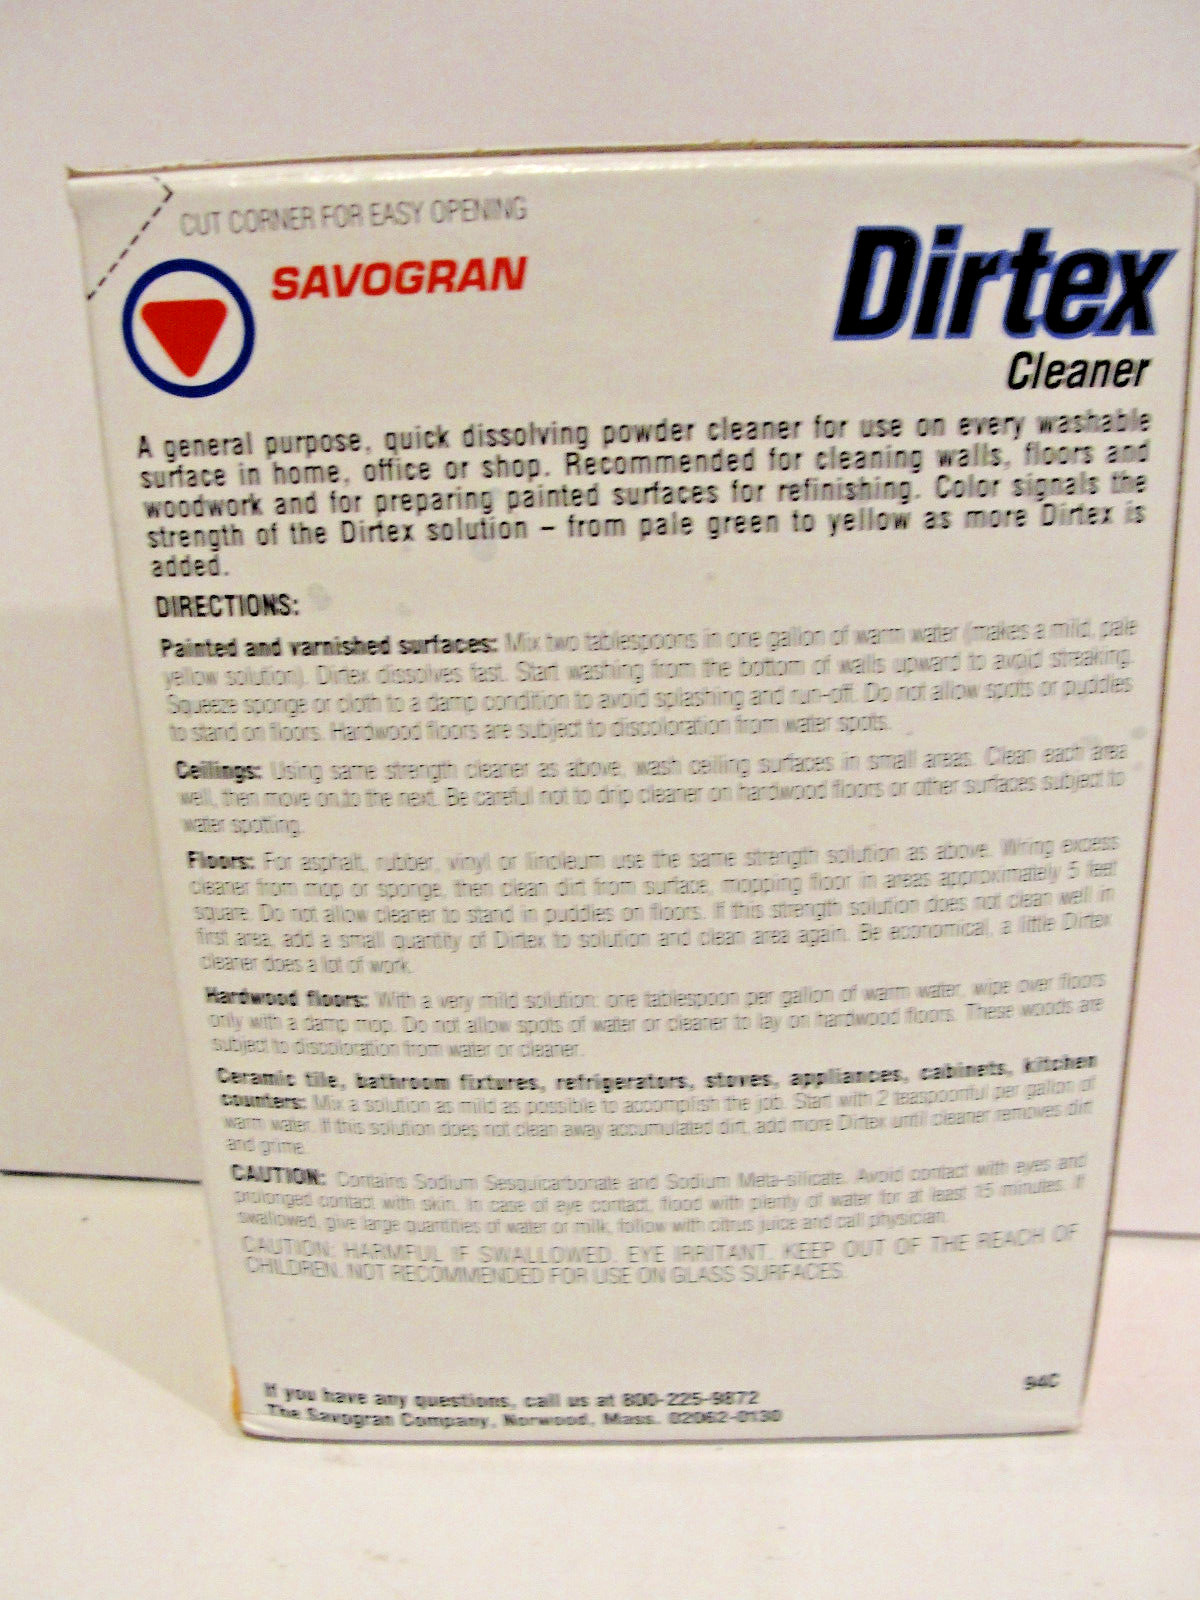 CUT CORNER FOR EASY OPENING
SAVOGRAN
Dirtex
Cleaner
A general purpose, quick dissolving powder cleaner for use on every washable
surface in home, office or shop. Recommended for cleaning walls, floors and
woodwork and for preparing painted surfaces for refinishing. Color signals the
strength of the Dirtex solution – from pale green to yellow as more Dirtex is
added.
DIRECTIONS:
Painted and varnished surfaces: Mix two tablespoons in one gallon of warm water (makes a mild, pale
yellow solution). Dirtex dissolves fast. Start washing from the bottom of walls upward to avoid streaking.
Squeeze sponge or cloth to a damp condition to avoid splashing and run-off. Do not allow spots or puddles
to stand on floors. Hardwood floors are subject to discoloration from water spots.
Ceilings: Using same strength cleaner as above, wash ceiling surfaces in small areas. Clean each area
well, then move on,to the next. Be careful not to drip cleaner on hardwood floors or other surfaces subject to
water spotting.
Floors: For asphalt, rubber, vinyl or linoleum use the same strength solution as above. Wring excess
cleaner from mop or sponge, then clean dirt from surface, mopping floor in areas approximately 5 feet
square. Do not allow cleaner to stand in puddles on floors. If this strength solution does not clean well in
first area, add a small quantity of Dirtex to solution and clean area again. Be economical, a little Dirtex
cleaner does a lot of work.
Hardwood floors: With a very mild solution: one tablespoon per gallon of warm water, wipe over floors
only with a damp mop. Do not allow spots of water or cleaner to lay on hardwood floors. These woods are
subject to discoloration from water or cleaner.
Ceramic tile, bathroom fixtures, refrigerators, stoves, appliances, cabinets, kitchen
counters: Mix a solution as mild as possible to accomplish the job. Start with 2 teaspoonful per gallon of
warm water. If this solution does not clean away accumulated dirt, add more Dirtex until cleaner removes dirt
and grime.
CAUTION: Contains Sodium Sesquicarbonate and Sodium Meta-silicate. Avoid contact with eyes and
prolonged contact with skin. In case of eye contact, flood with plenty of water for at least 15 minutes. If
swallowed, give large quantities of water or milk, follow with citrus juice and call physician.
CAUTION: HARMFUL IF SWALLOWED. EYE IRRITANT. KEEP OUT OF THE REACH OF
CHILDREN. NOT RECOMMENDED FOR USE ON GLASS SURFACES.
94C
If you have any questions, call us at 800-225-9872
The Savogran Company, Norwood, Mass. 02062-0130